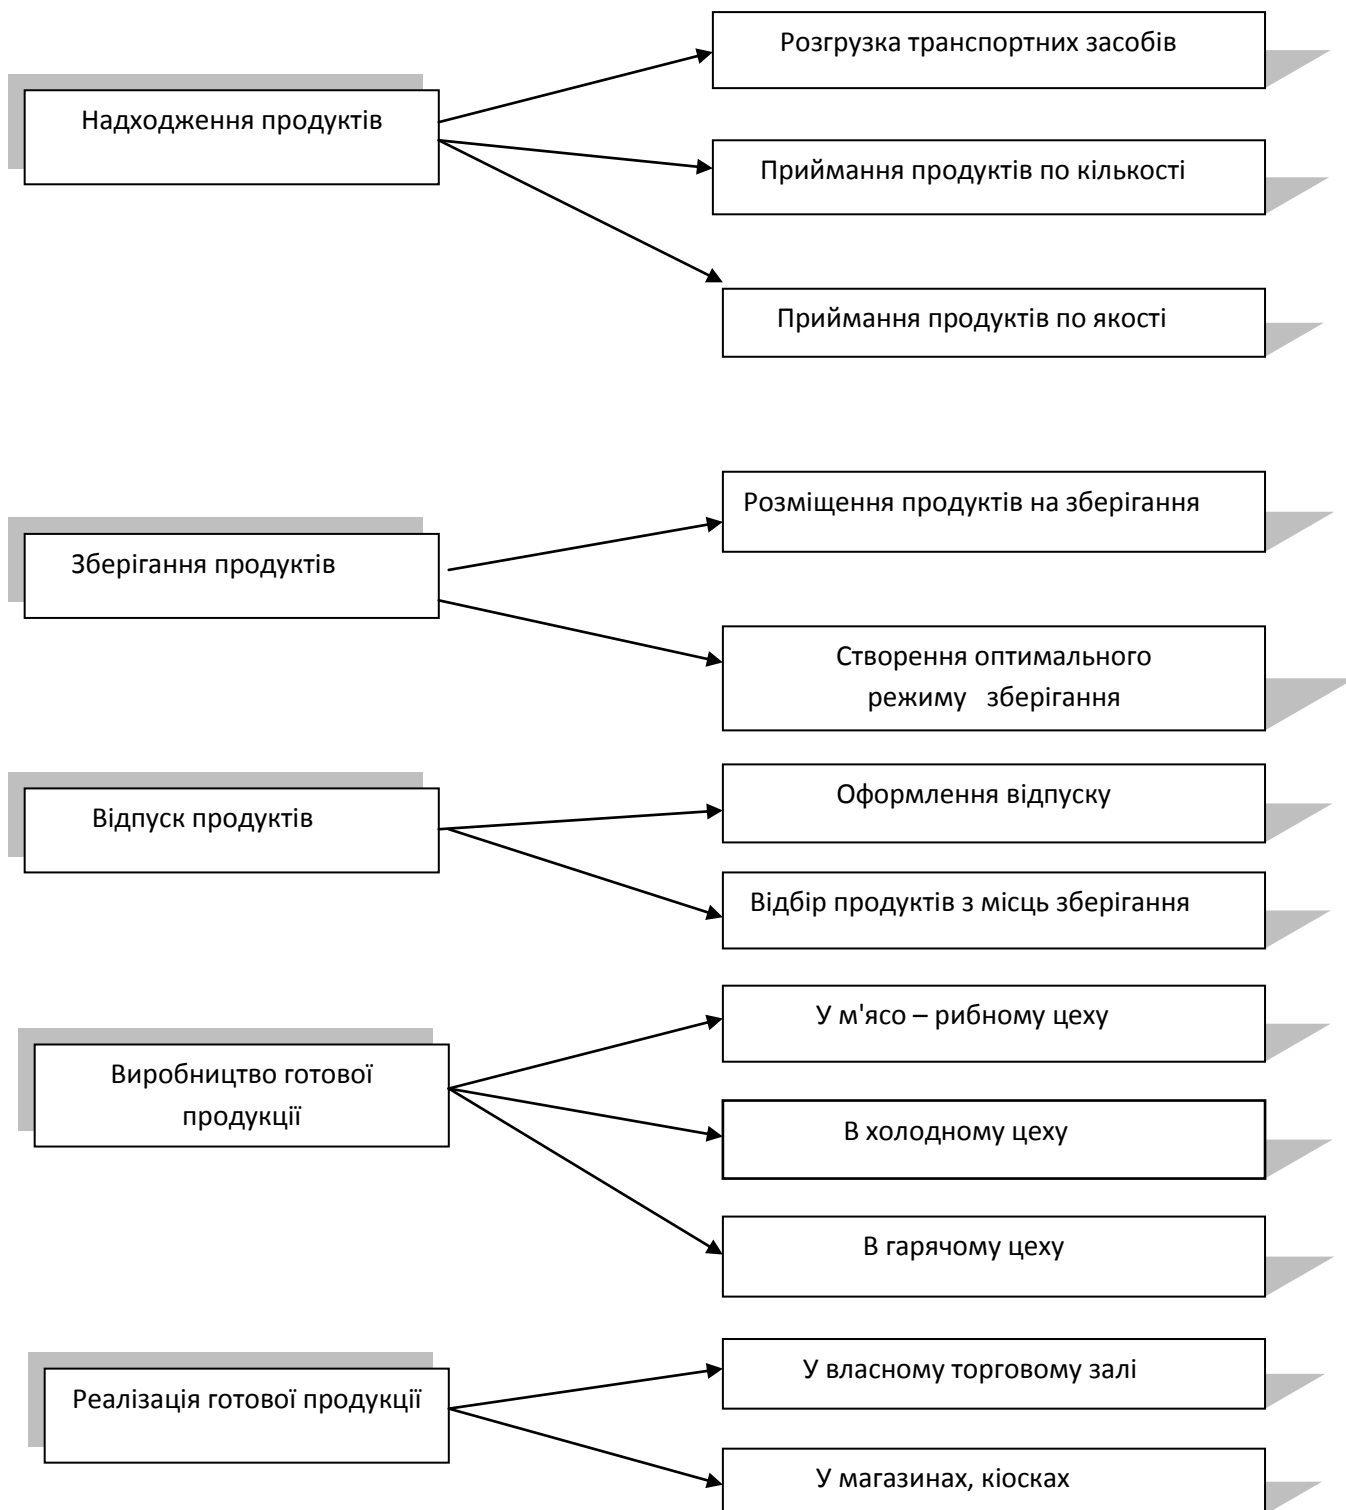 Розгрузка транспортних засобів
Надходження продуктів
Приймання продуктів по кількості
Приймання продуктів по якості
Розміщення продуктів на зберігання
Зберігання продуктів
Створення оптимального
режиму зберігання
Відпуск продуктів
Оформлення відпуску
Відбір продуктів з місць зберігання
Виробництво готової
продукції
У м'ясо – рибному цеху
В холодному цеху
В гарячому цеху
Реалізація готової продукції
У власному торговому залі
У магазинах, кіосках